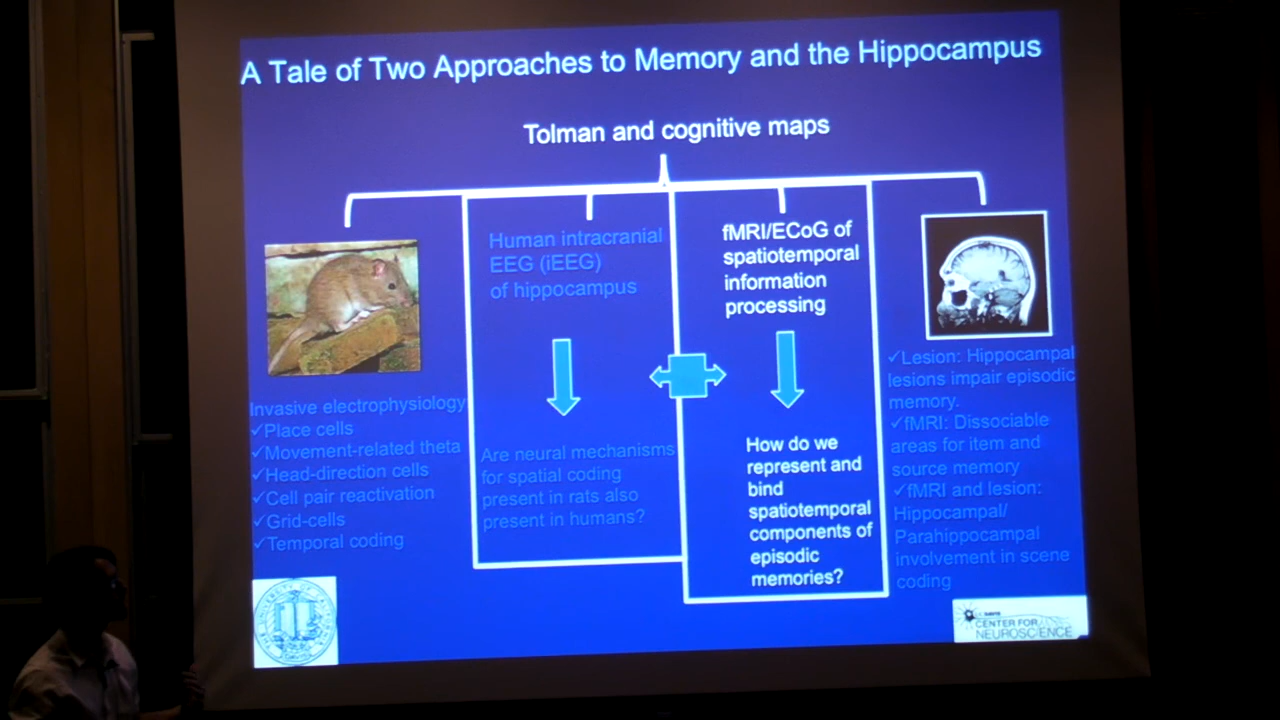 A Tale of Two Approaches to Memory and the Hippocampus
Tolman and cognitive maps
Invasive electrophysiology
✓Place cells
✓Movement-related theta
✓Head-direction cells
✓Cell pair reactivation
✓Grid-cells
✓Temporal coding
Human intracranial
EEG (iEEG)
of hippocampus
Are neural mechanisms
for spatial coding
present in rats also
present in humans?
fMRI/ECoG of
spatiotemporal
information
processing
How do we
represent and
bind
spatiotemporal
components of
episodic
memories?
✓Lesion: Hippocampal
lesions impair episodic
memory.
✓fMRI: Dissociable
areas for item and
source memory
✓fMRI and lesion:
Hippocampal/
Parahippocampal
involvement in scene
coding
CENTER FOR
NEUROSCIENCE